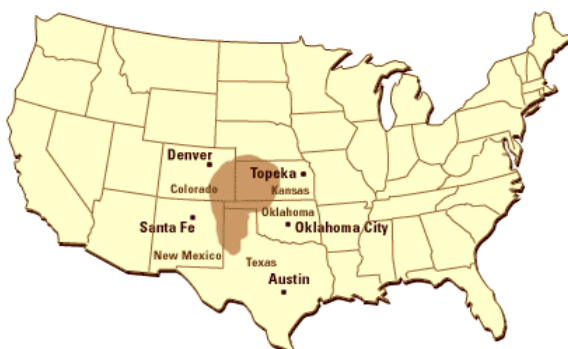 Denver
Topeka
Colorado
Kansas
Oklahoma
Santa Fe
Oklahoma City
New Mexico
Texas
Austin